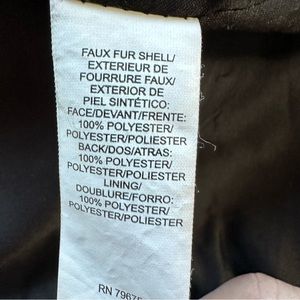 FAUX FUR SHELL/
EXTERIEUR DE
FOURRURE FAUX/
EXTERIOR DE
PIEL SINTÉTICO:
FACE/DEVANT/FRENTE:
100% POLYESTER/
POLYESTER/POLIESTER
BACK/DOS/ATRAS:
100% POLYESTER/
POLYESTER/POLIESTER
LINING/
DOUBLURE/FORRO:
100% POLYESTER/
POLYESTER/POLIESTER
RN